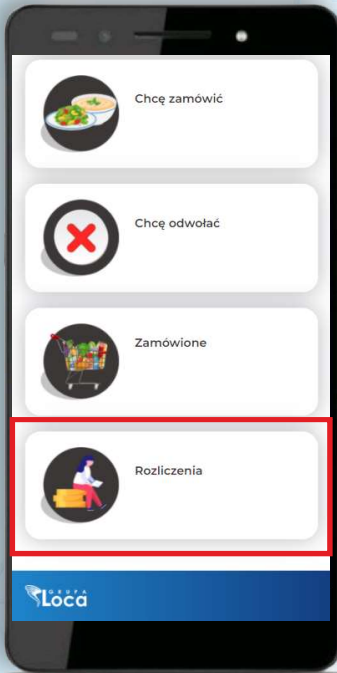 Chcę zamówić
Chcę odwołać
Zamówione
Rozliczenia
GRUPA
Loca